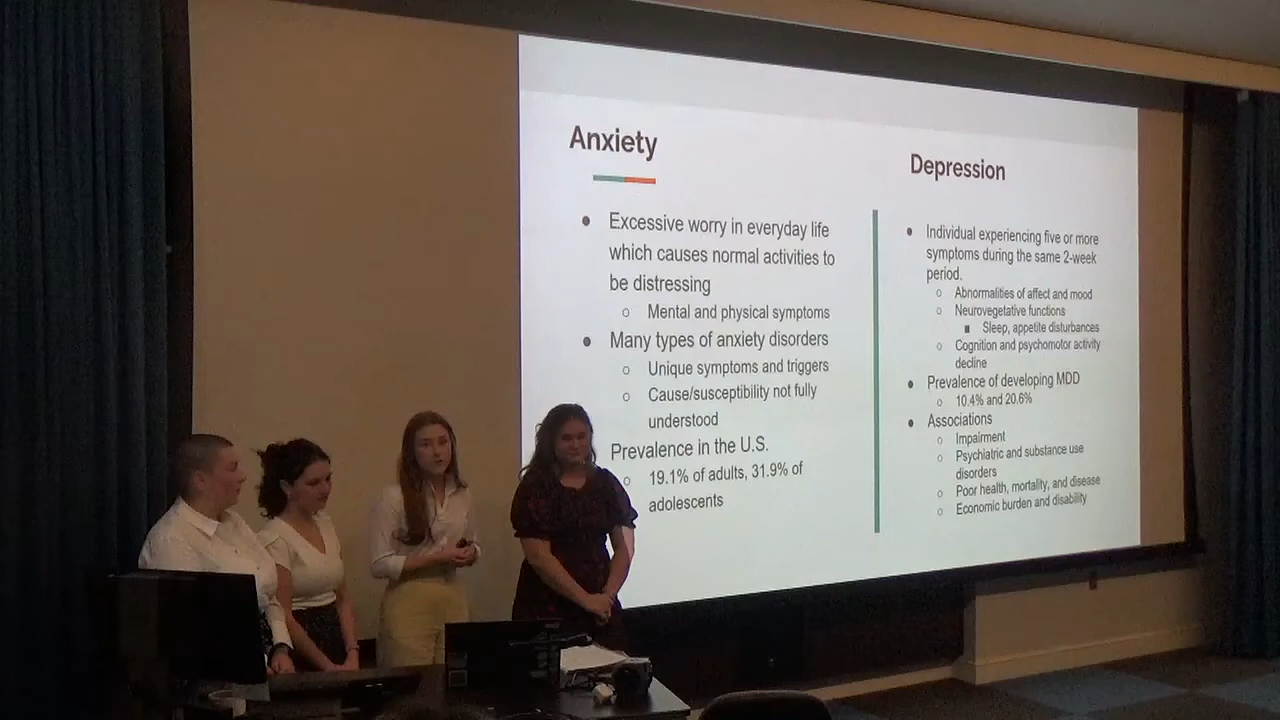 Anxiety
Excessive worry in everyday life
which causes normal activities to
be distressing
Mental and physical symptoms
Many types of anxiety disorders
Unique symptoms and triggers
Cause/susceptibility not fully
understood
Prevalence in the U.S.
19.1% of adults, 31.9% of
adolescents
Depression
Individual experiencing five or more
symptoms during the same 2-week
period.
Abnormalities of affect and mood
Neurovegetative functions
Sleep, appetite disturbances
Cognition and psychomotor activity
decline
Prevalence of developing MDD
10.4% and 20.6%
Associations
Impairment
Psychiatric and substance use
disorders
Poor health, mortality, and disease
Economic burden and disability